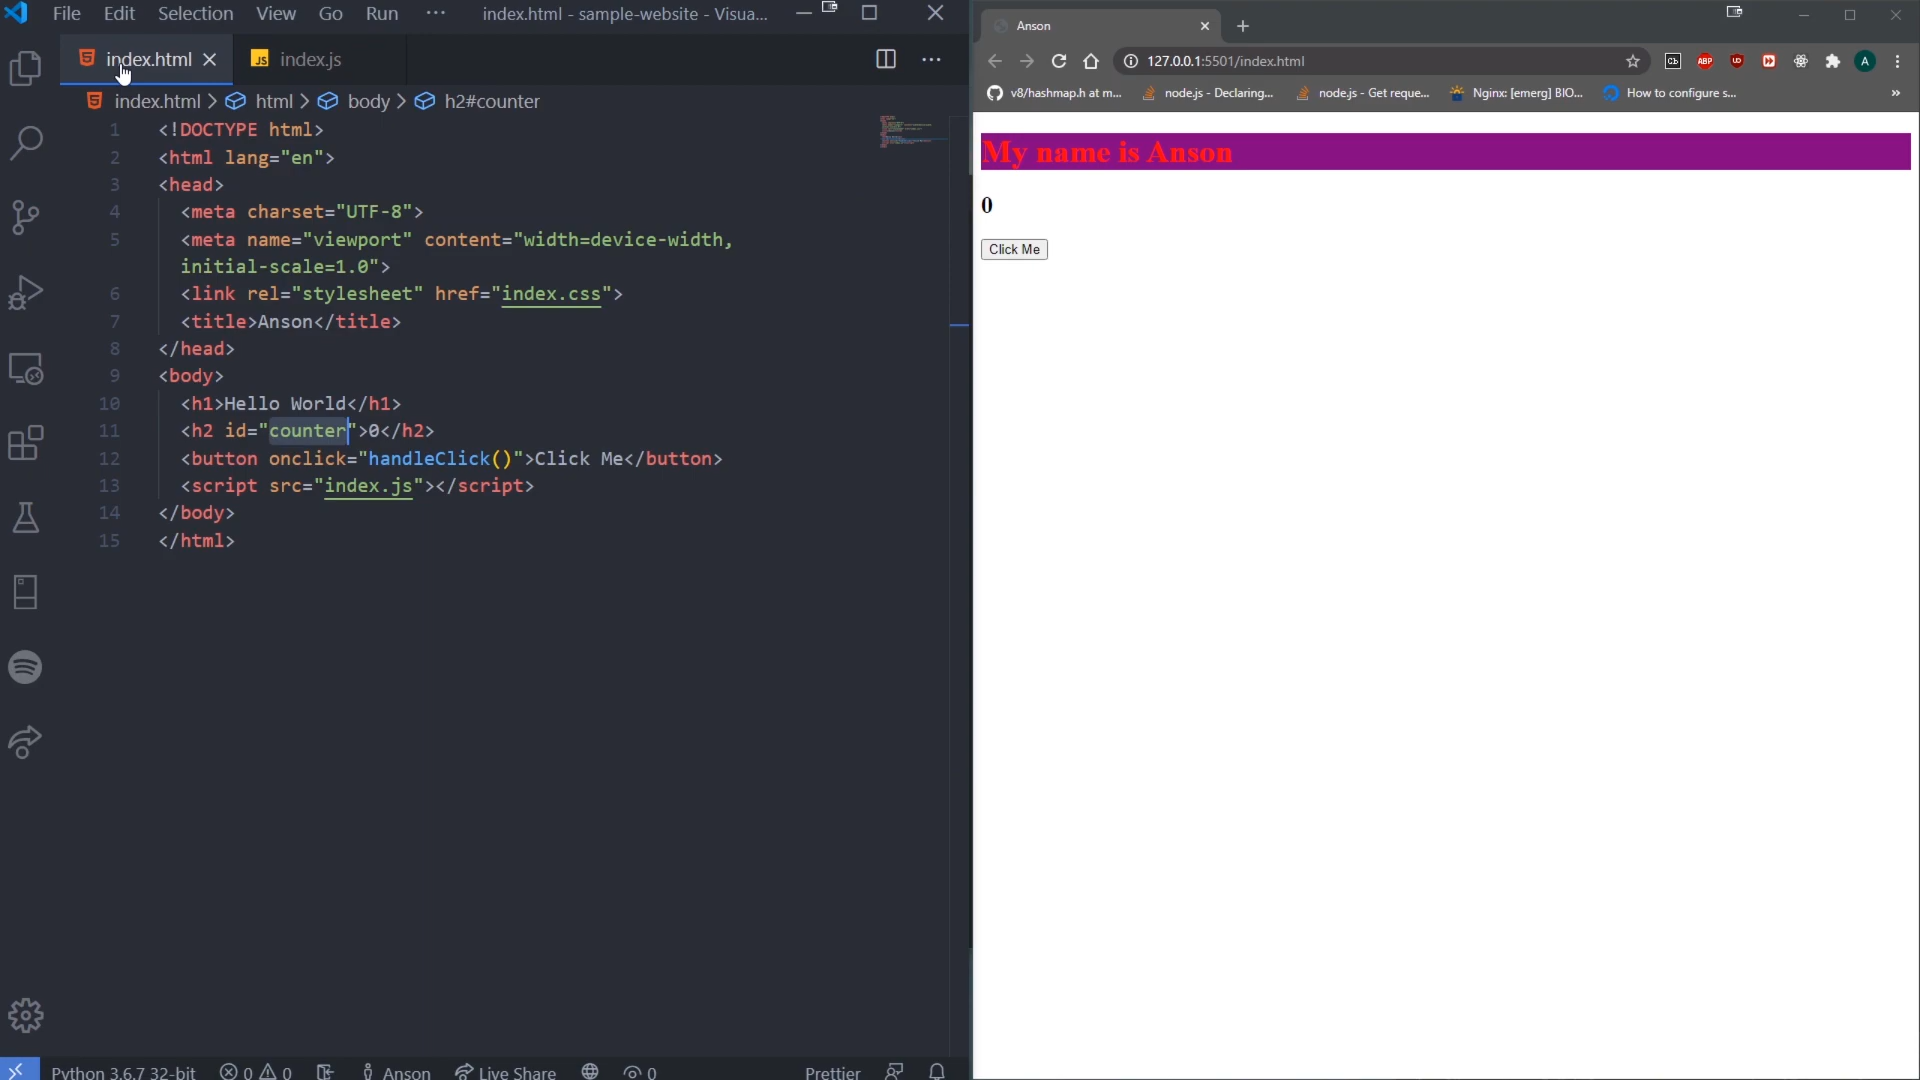 File Edit Selection View Go Run ··· index.html - sample-website - Visua...
index.html
JS index.js
index.html > html > body > h2#counter
1 <!DOCTYPE html>
2 <html lang="en">
3 <head>
4 <meta charset="UTF-8">
5 <meta name="viewport" content="width=device-width,
initial-scale=1.0">
6 <link rel="stylesheet" href="index.css">
7 <title>Anson</title>
8 </head>
9 <body>
10 <h1>Hello World</h1>
11 <h2 id="counter">0</h2>
12 <button onclick="handleClick()">Click Me</button>
13 <script src="index.js"></script>
14 </body>
15 </html>
Python 3.6.7 32-bit 0 0 Anson Live Share 0 Prettier
Anson
127.0.0.1:5501/index.html
ABP
A
v8/hashmap.h at m... node.js - Declaring... node.js - Get reque... Nginx: [emerg] BIO... How to configure s... »
My name is Anson
0
Click Me